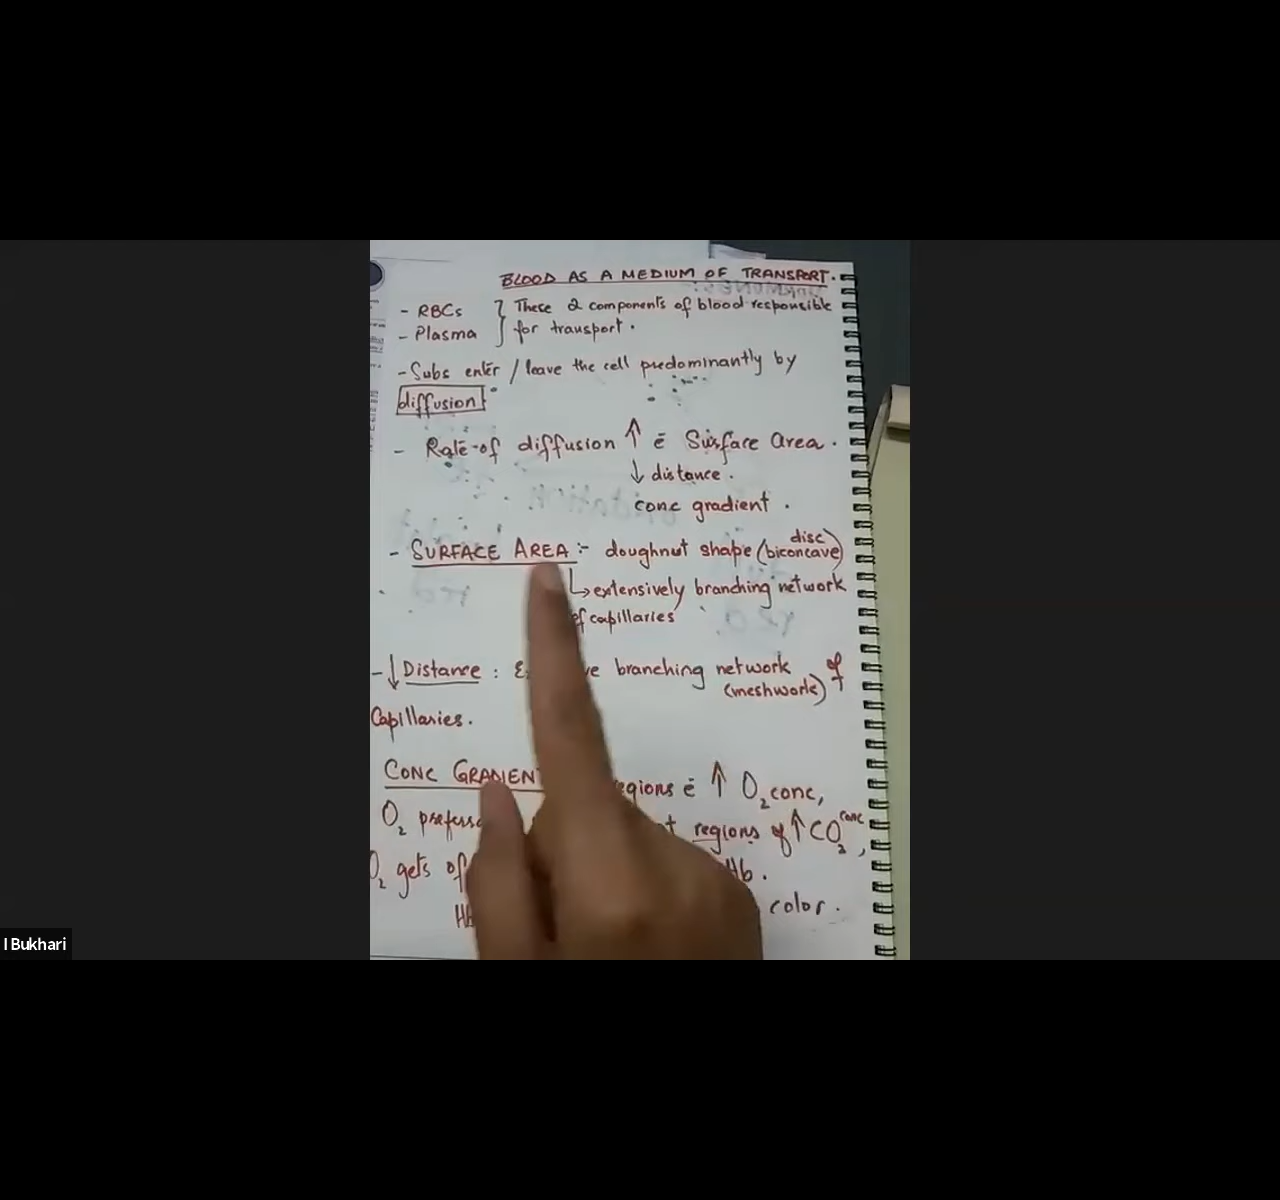 BLOOD AS A MEDIUM OF TRANSPORT.
- RBCs } These 2 components of blood responsible
- Plasma } for transport.
- Subs enter / leave the cell predominantly by
diffusion.
- Rate of diffusion ↑ c̄ Surface Area.
↓ distance.
conc gradient.
- SURFACE AREA :- doughnut shape (biconcave disc)
↳ extensively branching network
of capillaries
- ↓ Distance : branching network (meshwork) of
Capillaries.
CONC GRADIENT regions c̄ ↑ O2 conc,
O2 regions of ↑ CO2 conc,
O2 gets Hb.
Hb color.
I Bukhari